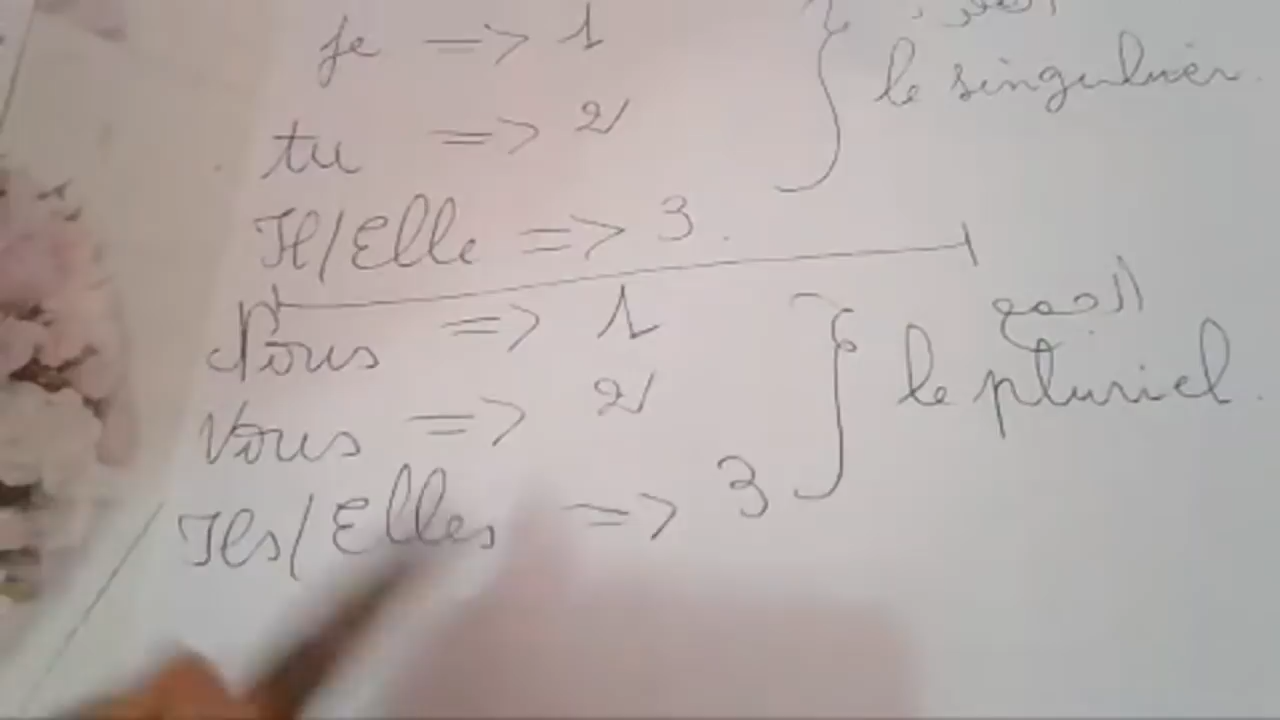 je => 1
tu => 2
le singulier.
Il/Elle => 3.
Nous => 1
Vous => 2
الجمع
le pluriel.
Ils/Elles => 3